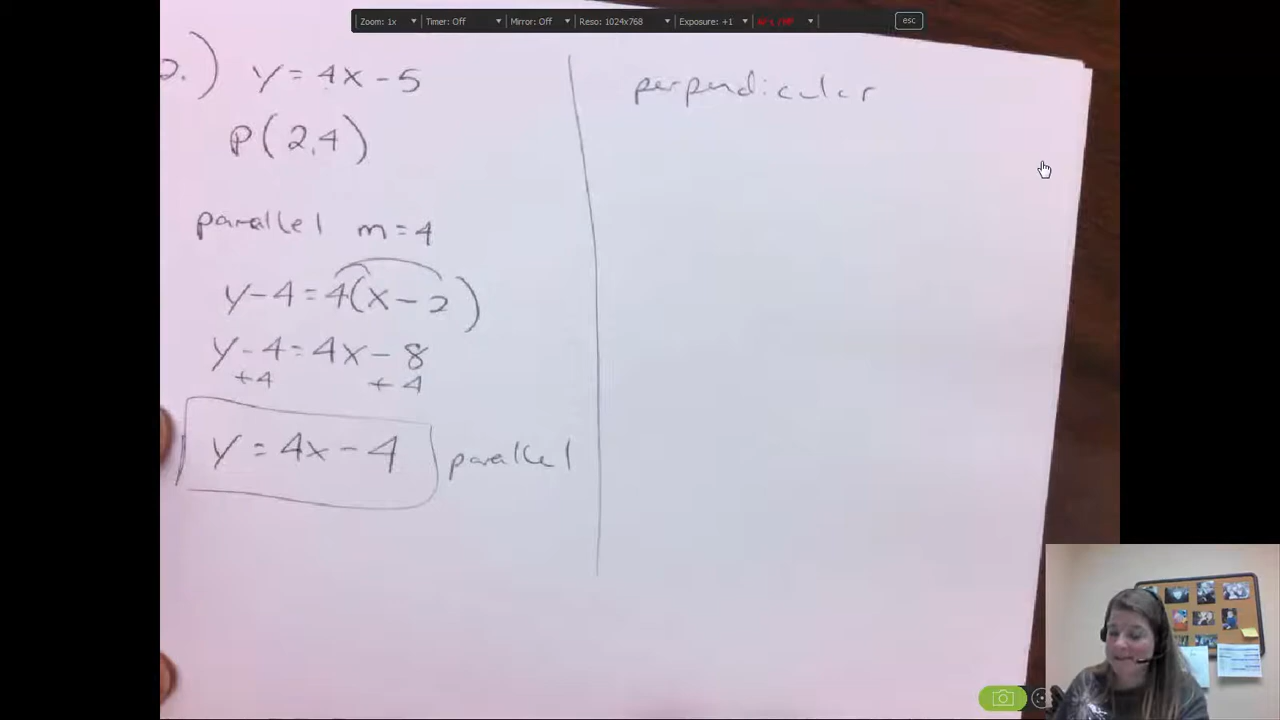 Zoom: 1x Timer: Off Mirror: Off Reso: 1024x768 Exposure: +1 esc
2.) y = 4x - 5
P(2,4)
parallel m = 4
y - 4 = 4(x - 2)
y - 4 = 4x - 8
+4 + 4
y = 4x - 4 parallel
perpendicular